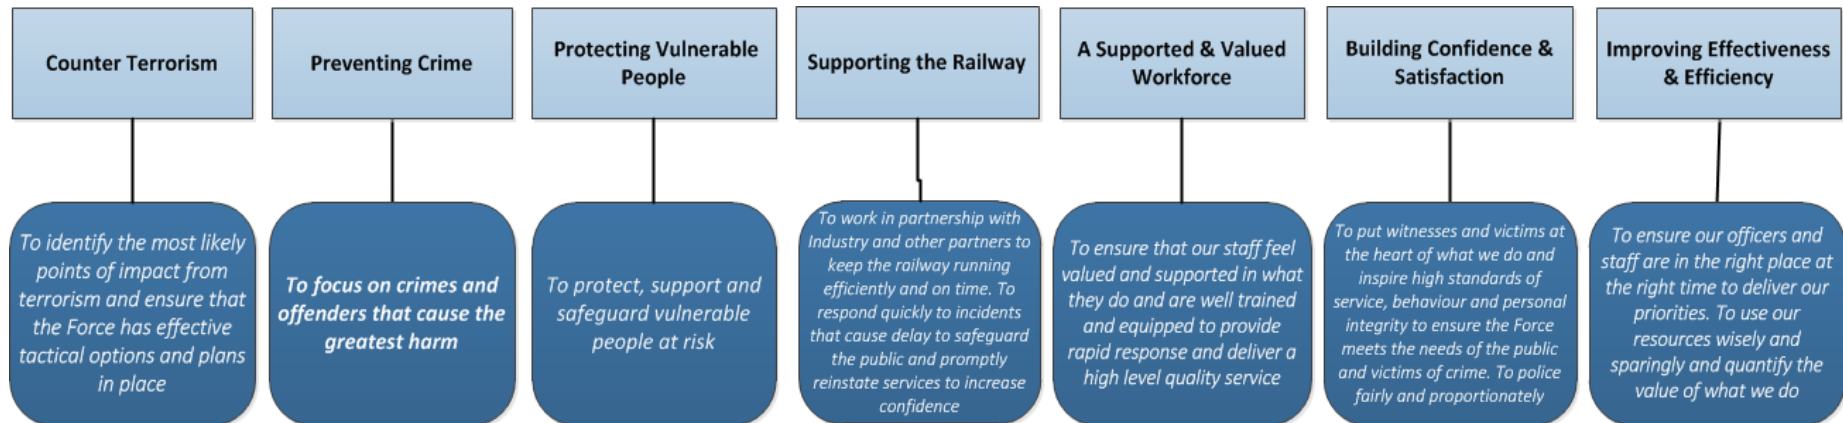 Counter Terrorism
Preventing Crime
Protecting Vulnerable
People
Supporting the Railway
A Supported & Valued
Workforce
Building Confidence &
Satisfaction
Improving Effectiveness
& Efficiency
To identify the most likely
points of impact from
terrorism and ensure that
the Force has effective
tactical options and plans
in place
To focus on crimes and
offenders that cause the
greatest harm
To protect, support and
safeguard vulnerable
people at risk
To work in partnership with
Industry and other partners to
keep the railway running
efficiently and on time. To
respond quickly to incidents
that cause delay to safeguard
the public and promptly
reinstate services to increase
confidence
To ensure that our staff feel
valued and supported in what
they do and are well trained
and equipped to provide
rapid response and deliver a
high level quality service
To put witnesses and victims at
the heart of what we do and
inspire high standards of
service, behaviour and personal
integrity to ensure the Force
meets the needs of the public
and victims of crime. To police
fairly and proportionately
To ensure our officers and
staff are in the right place at
the right time to deliver our
priorities. To use our
resources wisely and
sparingly and quantify the
value of what we do